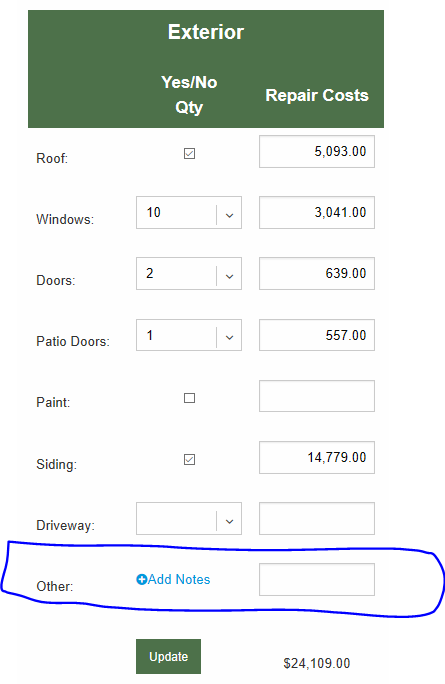 Exterior
Yes/No
Qty
Repair Costs
Roof: 5,093.00
Windows: 10 3,041.00
Doors: 2 639.00
Patio Doors: 1 557.00
Paint:
Siding: 14,779.00
Driveway:
Other: Add Notes
Update $24,109.00